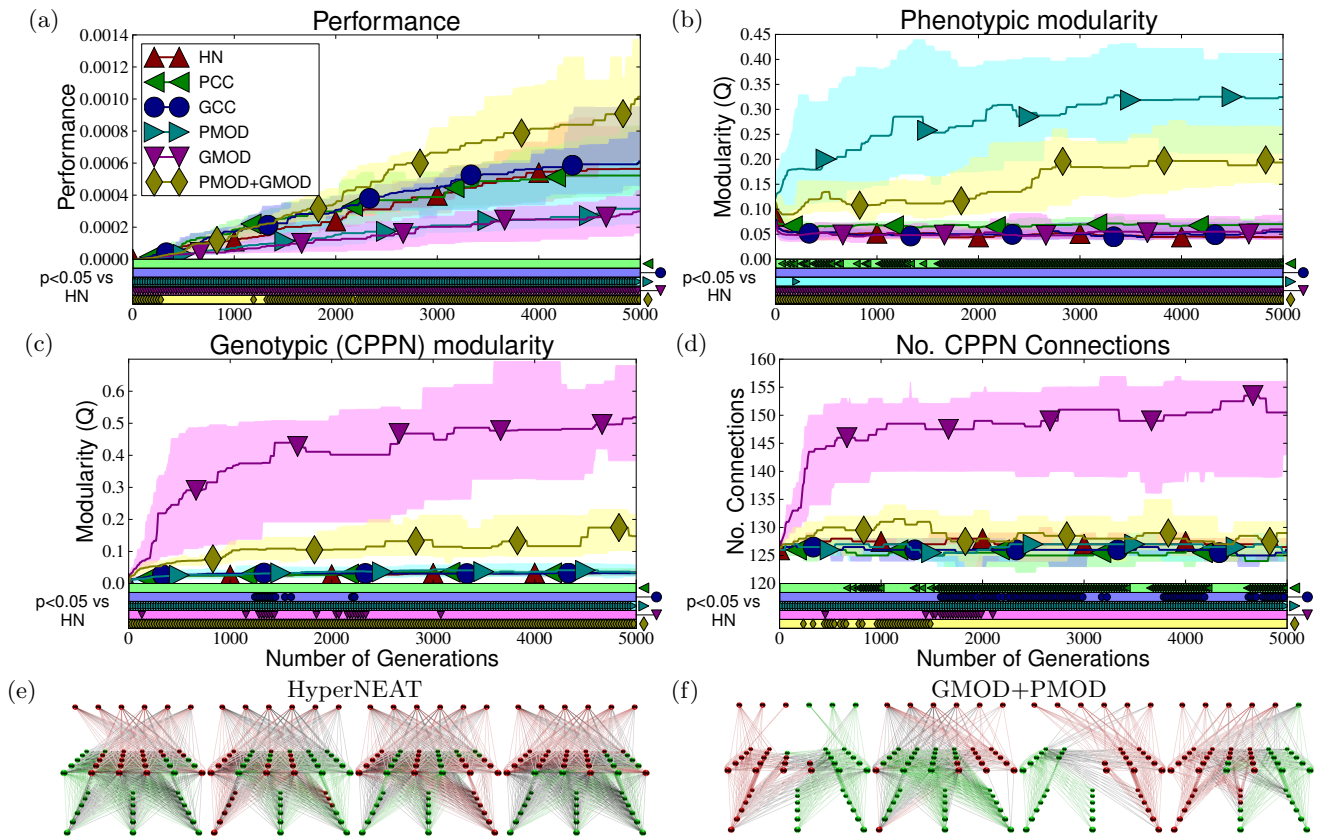 (a)
Performance
Performance
0.0014
0.0012
0.0010
0.0008
0.0006
0.0004
0.0002
0.0000
HN
PCC
GCC
PMOD
GMOD
PMOD+GMOD
p<0.05 vs
HN
0 1000 2000 3000 4000 5000
(b)
Phenotypic modularity
Modularity (Q)
0.45
0.40
0.35
0.30
0.25
0.20
0.15
0.10
0.05
0.00
p<0.05 vs
HN
0 1000 2000 3000 4000 5000
(c)
Genotypic (CPPN) modularity
Modularity (Q)
0.6
0.5
0.4
0.3
0.2
0.1
0.0
p<0.05 vs
HN
0 1000 2000 3000 4000 5000
Number of Generations
(d)
No. CPPN Connections
No. Connections
160
155
150
145
140
135
130
125
120
p<0.05 vs
HN
0 1000 2000 3000 4000 5000
Number of Generations
(e)
HyperNEAT
(f)
GMOD+PMOD